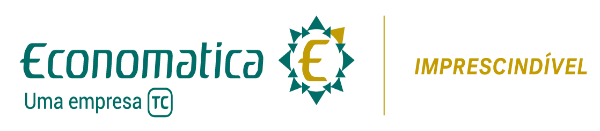 Economatica
Uma empresa TC
E
IMPRESCINDÍVEL